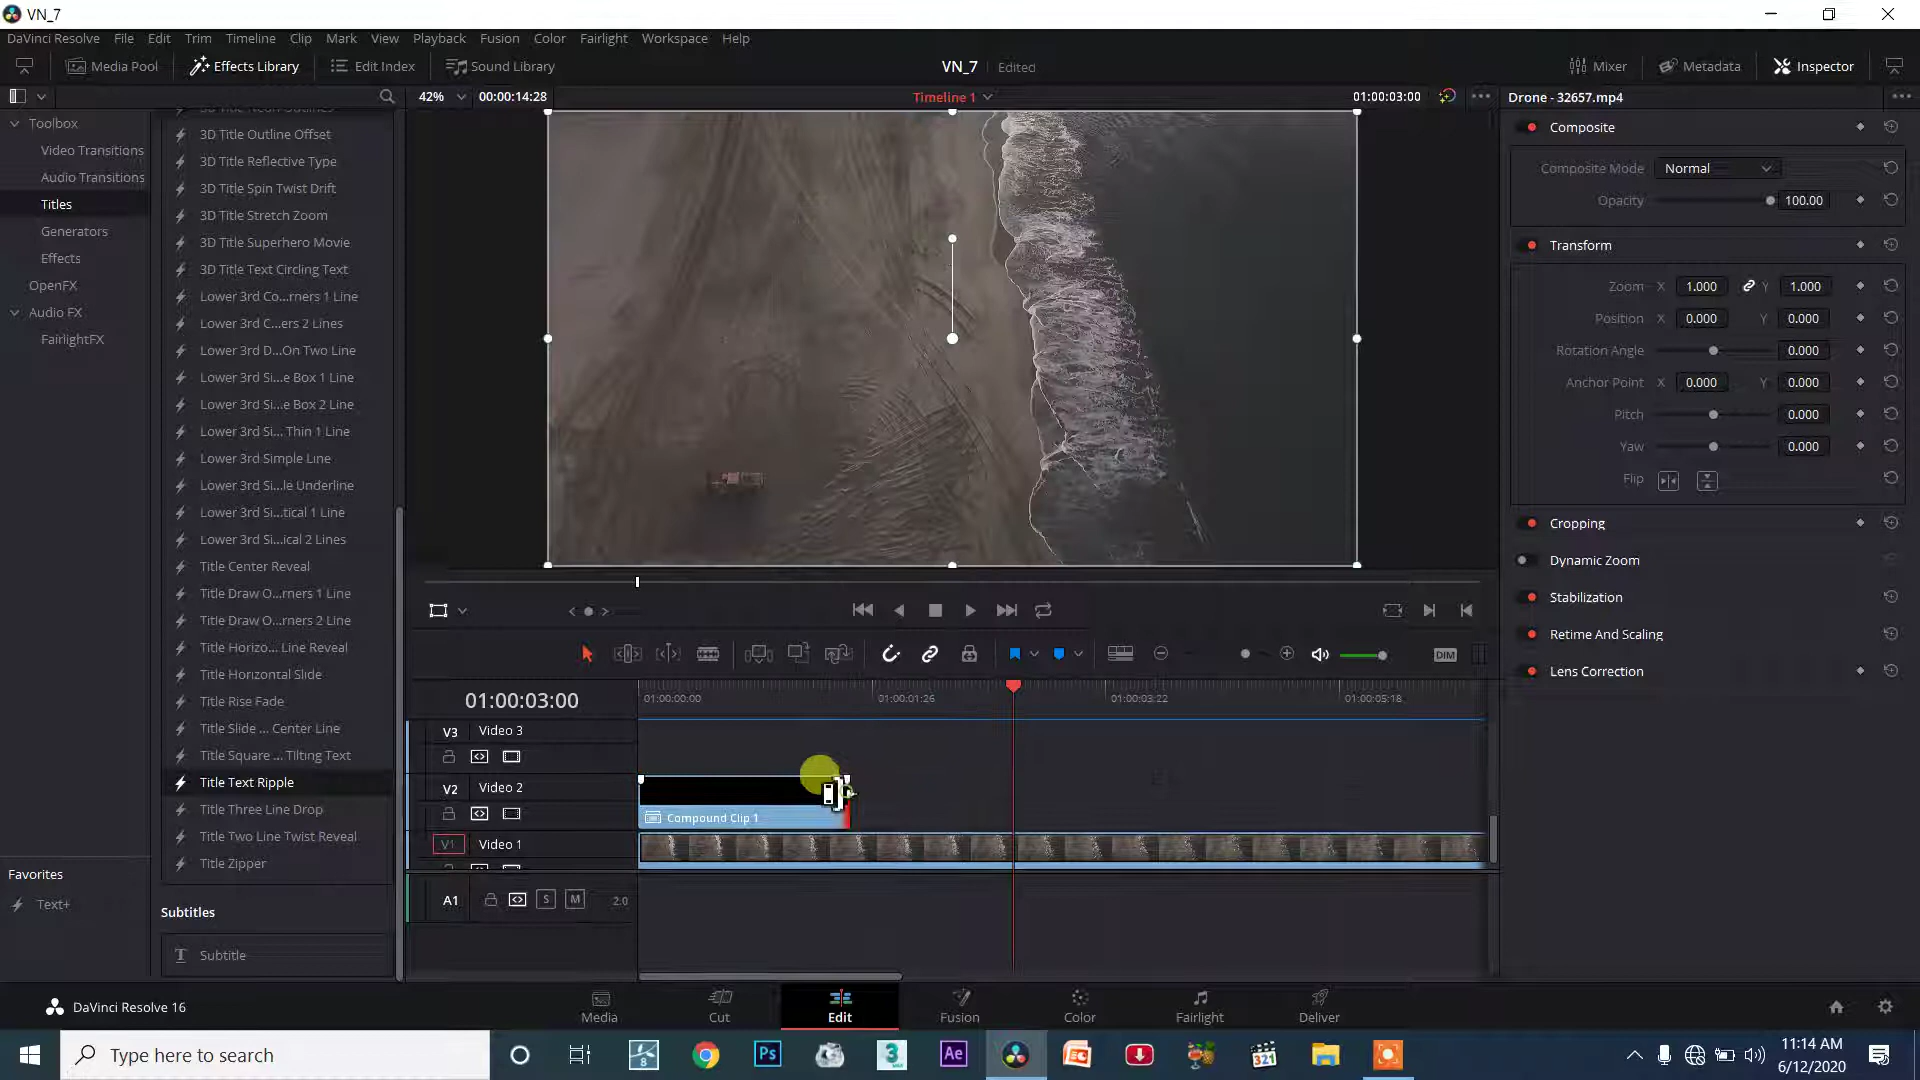 VN_7
DaVinci Resolve File Edit Trim Timeline Clip Mark View Playback Fusion Color Fairlight Workspace Help
Media Pool Effects Library Edit Index Sound Library VN_7 Edited Mixer Metadata Inspector
42% 00:00:14:28 Timeline 1 01:00:03:00 Drone - 32657.mp4
Toolbox
Video Transitions
Audio Transitions
Titles
Generators
Effects
OpenFX
Audio FX
FairlightFX
Favorites
Text+
3D Title Outline Offset
3D Title Reflective Type
3D Title Spin Twist Drift
3D Title Stretch Zoom
3D Title Superhero Movie
3D Title Text Circling Text
Lower 3rd Co...rners 1 Line
Lower 3rd C...ers 2 Lines
Lower 3rd D...On Two Line
Lower 3rd Si...e Box 1 Line
Lower 3rd Si...e Box 2 Line
Lower 3rd Si... Thin 1 Line
Lower 3rd Simple Line
Lower 3rd Si...le Underline
Lower 3rd Si...tical 1 Line
Lower 3rd Si...ical 2 Lines
Title Center Reveal
Title Draw O...rners 1 Line
Title Draw O...rners 2 Line
Title Horizo... Line Reveal
Title Horizontal Slide
Title Rise Fade
Title Slide ... Center Line
Title Square ... Tilting Text
Title Text Ripple
Title Three Line Drop
Title Two Line Twist Reveal
Title Zipper
Subtitles
T Subtitle
Composite
Composite Mode Normal
Opacity 100.00
Transform
Zoom X 1.000 Y 1.000
Position X 0.000 Y 0.000
Rotation Angle 0.000
Anchor Point X 0.000 Y 0.000
Pitch 0.000
Yaw 0.000
Flip
Cropping
Dynamic Zoom
Stabilization
Retime And Scaling
Lens Correction
DIM
01:00:03:00 01:00:00:00 01:00:01:26 01:00:03:22 01:00:05:18
V3 Video 3
V2 Video 2
Compound Clip 1
V1 Video 1
A1 S M 2.0
DaVinci Resolve 16 Media Cut Edit Fusion Color Fairlight Deliver
Type here to search
Ps
3
Ae
321
11:14 AM
6/12/2020